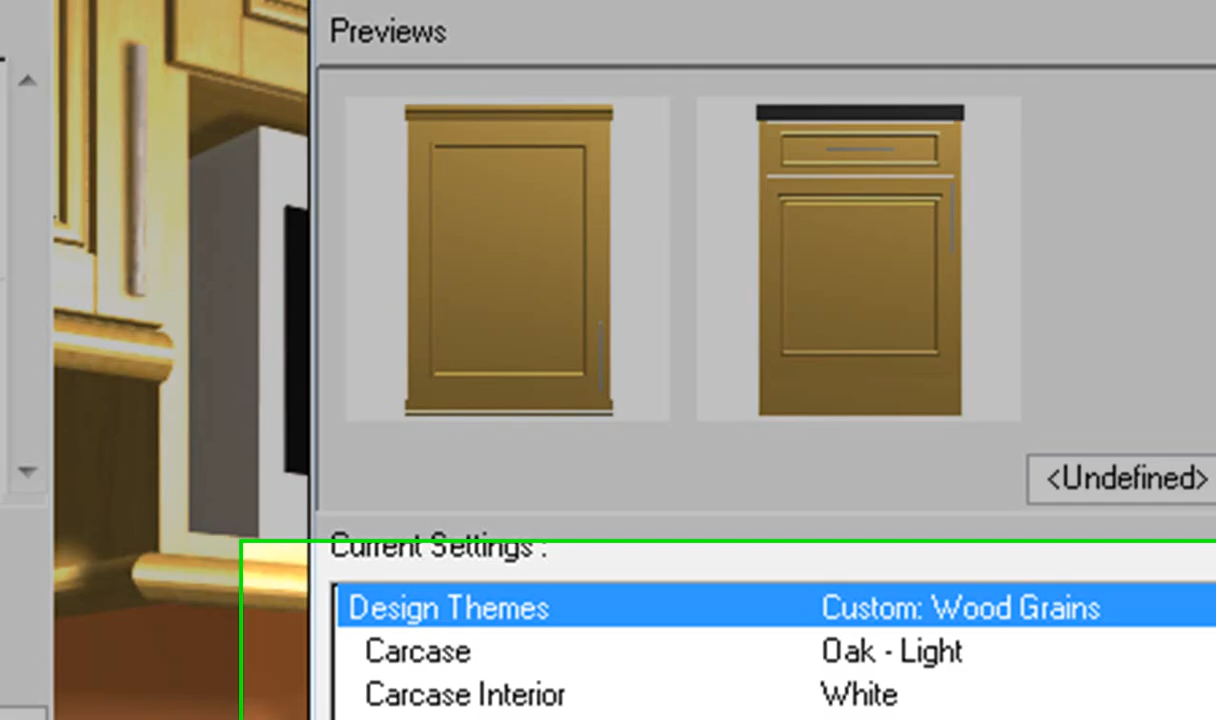 Previews
<Undefined>
Current Settings :
Design Themes Custom: Wood Grains
Carcase Oak - Light
Carcase Interior White